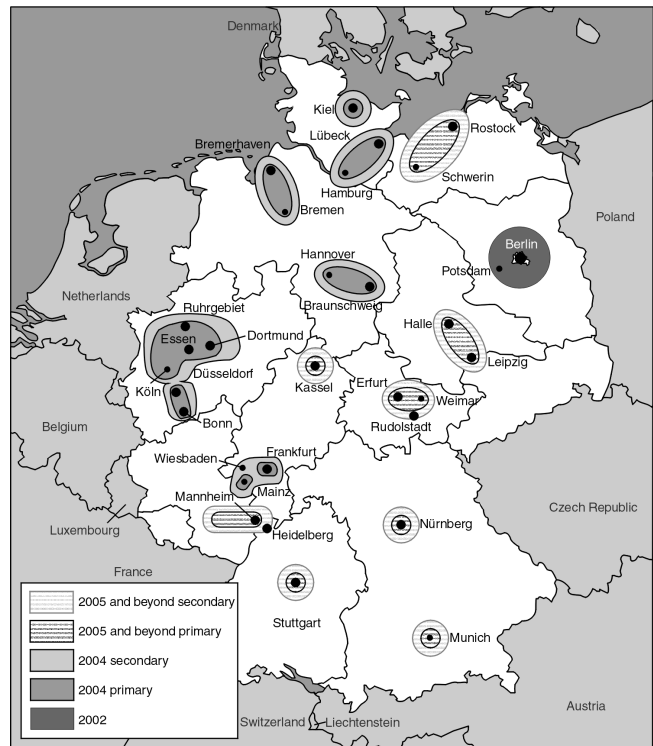 Denmark
Kiel
Lübeck
Rostock
Bremerhaven
Hamburg
Schwerin
Bremen
Poland
Berlin
Hannover
Potsdam
Netherlands
Braunschweig
Ruhrgebiet
Halle
Essen
Dortmund
Leipzig
Düsseldorf
Köln
Kassel
Erfurt
Weimar
Bonn
Rudolstadt
Belgium
Wiesbaden
Frankfurt
Mannheim
Mainz
Czech Republic
Luxembourg
Heidelberg
Nürnberg
France
Stuttgart
Munich
2005 and beyond secondary
2005 and beyond primary
2004 secondary
2004 primary
2002
Austria
Switzerland
Liechtenstein